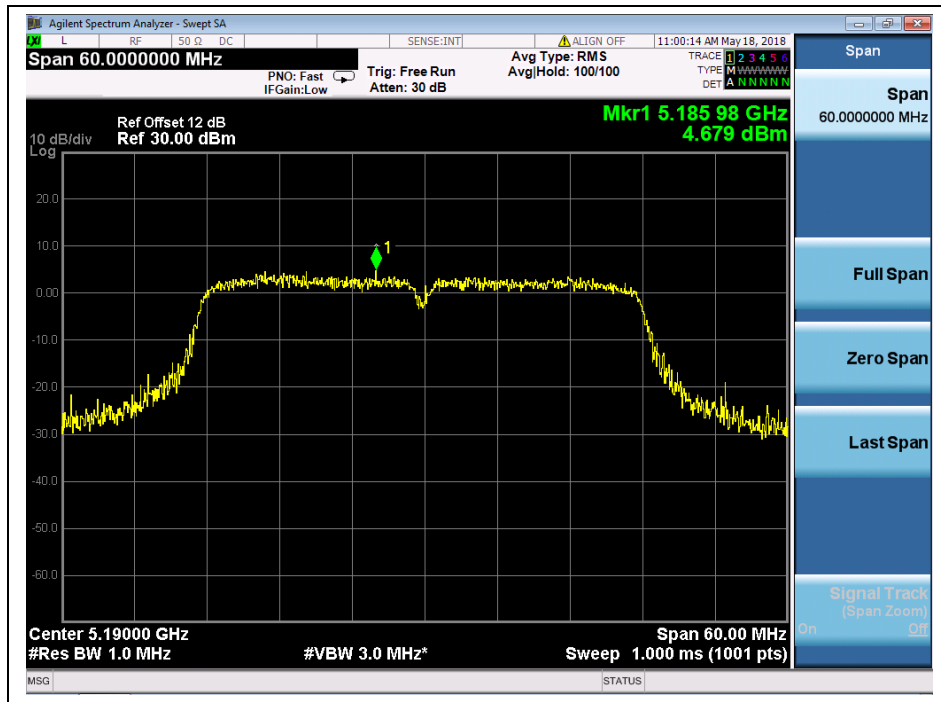 Agilent Spectrum Analyzer - Swept SA
LXI L RF 50 Ω DC SENSE:INT ALIGN OFF 11:00:14 AM May 18, 2018
Span 60.0000000 MHz
PNO: Fast Trig: Free Run Avg Type: RMS TRACE 1 2 3 4 5 6
IFGain:Low Atten: 30 dB Avg|Hold: 100/100 TYPE M WWWWW
DET A N N N N N
Ref Offset 12 dB
10 dB/div Ref 30.00 dBm
Log
Mkr1 5.185 98 GHz
4.679 dBm
20.0
10.0
0.00
-10.0
-20.0
-30.0
-40.0
-50.0
-60.0
1
Center 5.19000 GHz Span 60.00 MHz
#Res BW 1.0 MHz #VBW 3.0 MHz* Sweep 1.000 ms (1001 pts)
MSG STATUS
Span
Span
60.0000000 MHz
Full Span
Zero Span
Last Span
Signal Track
(Span Zoom)
On Off